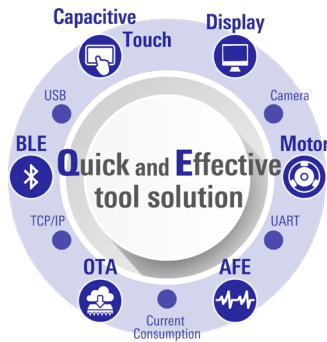 Capacitive
Touch
Display
USB
Camera
BLE
Motor
Quick and Effective
tool solution
TCP/IP
UART
OTA
AFE
Current
Consumption